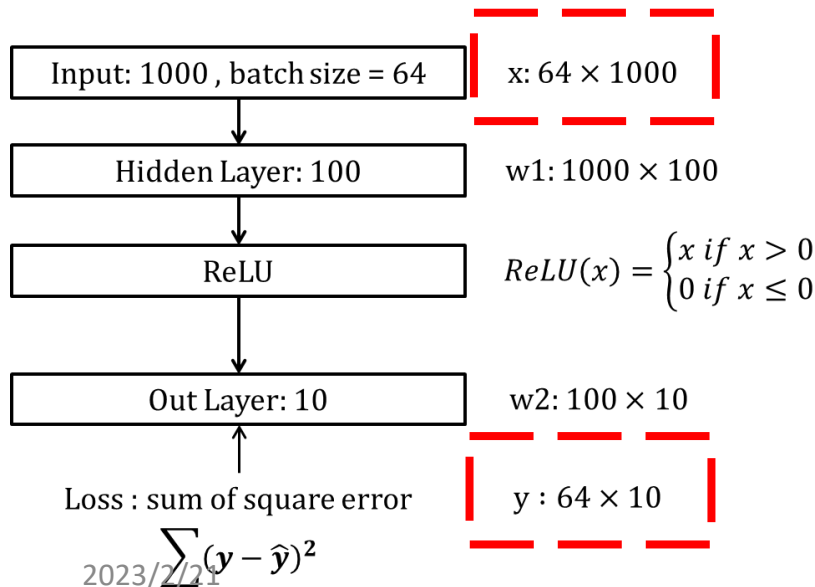 Input: 1000 , batch size = 64
x: 64 × 1000
Hidden Layer: 100
w1: 1000 × 100
ReLU
ReLU(x) = {x if x > 0
0 if x ≤ 0
Out Layer: 10
w2: 100 × 10
Loss : sum of square error
y : 64 × 10
∑(y − ŷ)²
2023/2/21